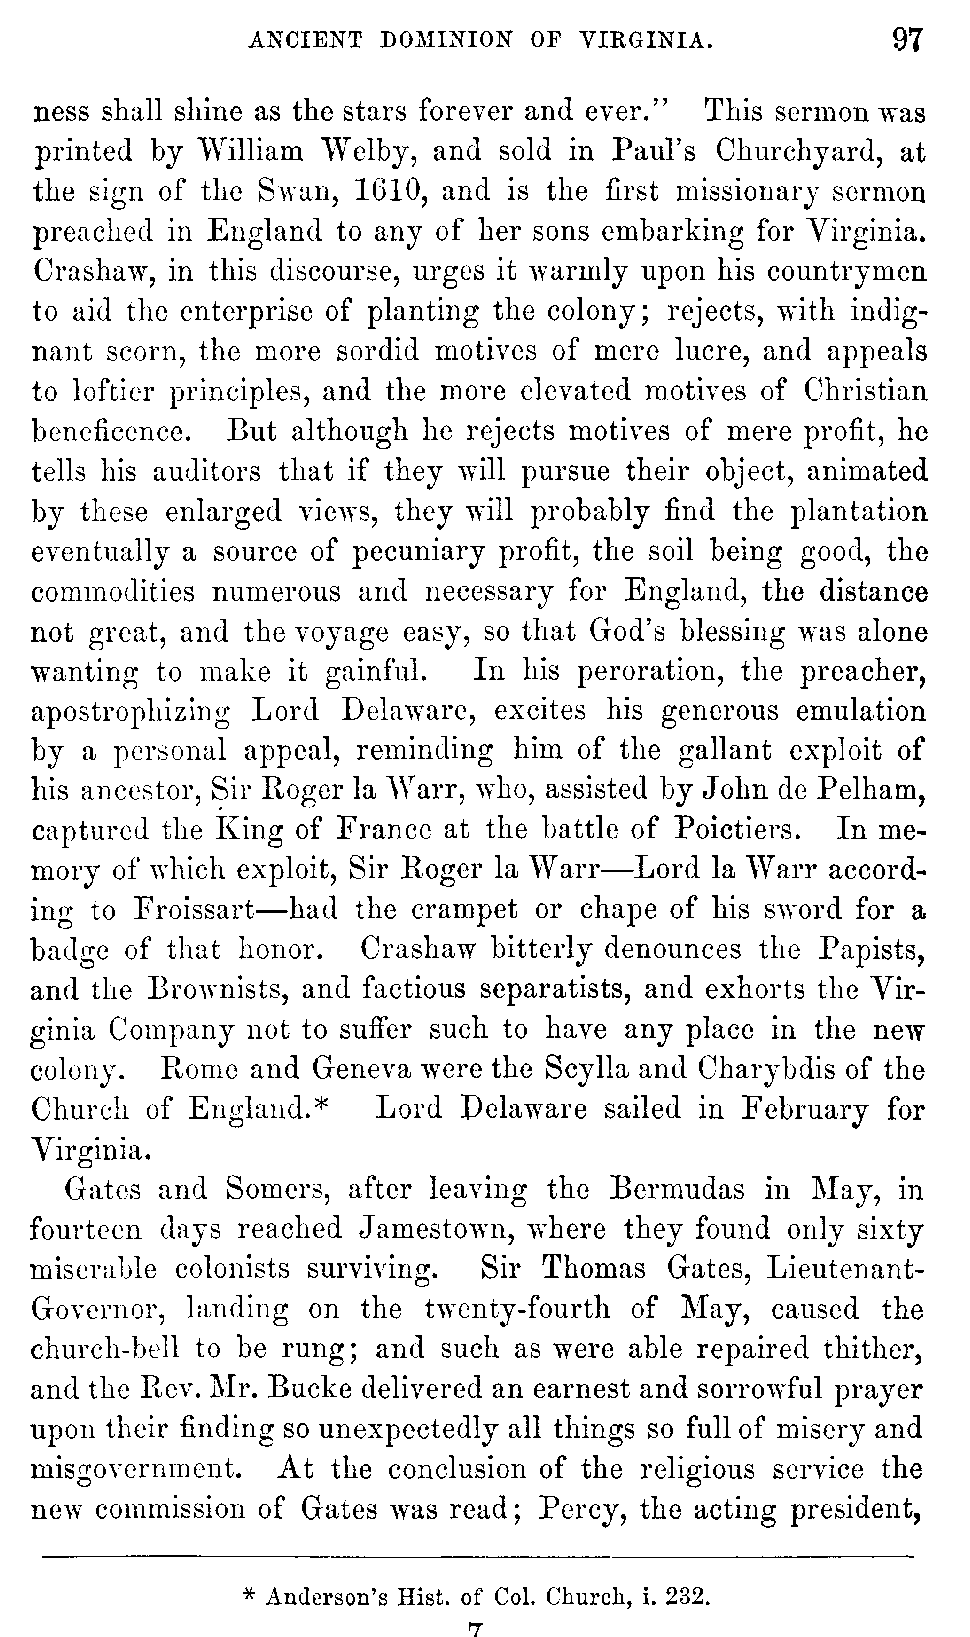 ANCIENT DOMINION OF VIRGINIA. 97
ness shall shine as the stars forever and ever." This sermon was
printed by William Welby, and sold in Paul's Churchyard, at
the sign of the Swan, 1610, and is the first missionary sermon
preached in England to any of her sons embarking for Virginia.
Crashaw, in this discourse, urges it warmly upon his countrymen
to aid the enterprise of planting the colony; rejects, with indig-
nant scorn, the more sordid motives of mere lucre, and appeals
to loftier principles, and the more elevated motives of Christian
beneficence. But although he rejects motives of mere profit, he
tells his auditors that if they will pursue their object, animated
by these enlarged views, they will probably find the plantation
eventually a source of pecuniary profit, the soil being good, the
commodities numerous and necessary for England, the distance
not great, and the voyage easy, so that God's blessing was alone
wanting to make it gainful. In his peroration, the preacher,
apostrophizing Lord Delaware, excites his generous emulation
by a personal appeal, reminding him of the gallant exploit of
his ancestor, Sir Roger la Warr, who, assisted by John de Pelham,
captured the King of France at the battle of Poictiers. In me-
mory of which exploit, Sir Roger la Warr—Lord la Warr accord-
ing to Froissart—had the crampet or chape of his sword for a
badge of that honor. Crashaw bitterly denounces the Papists,
and the Brownists, and factious separatists, and exhorts the Vir-
ginia Company not to suffer such to have any place in the new
colony. Rome and Geneva were the Scylla and Charybdis of the
Church of England.* Lord Delaware sailed in February for
Virginia.
Gates and Somers, after leaving the Bermudas in May, in
fourteen days reached Jamestown, where they found only sixty
miserable colonists surviving. Sir Thomas Gates, Lieutenant-
Governor, landing on the twenty-fourth of May, caused the
church-bell to be rung; and such as were able repaired thither,
and the Rev. Mr. Bucke delivered an earnest and sorrowful prayer
upon their finding so unexpectedly all things so full of misery and
misgovernment. At the conclusion of the religious service the
new commission of Gates was read; Percy, the acting president,
* Anderson's Hist. of Col. Church, i. 232.
7